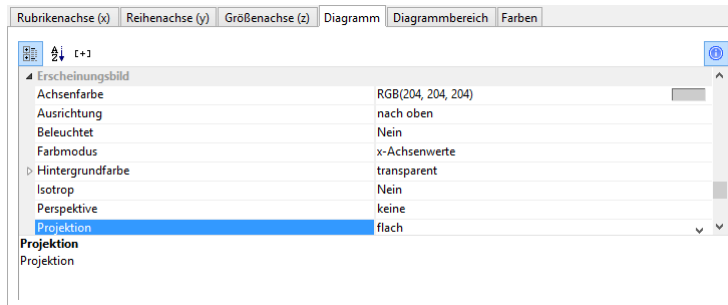 Rubrikenachse (x) Reihenachse (y) Größenachse (z) Diagramm Diagrammbereich Farben
A Z [+]
Erscheinungsbild
Achsenfarbe RGB(204, 204, 204)
Ausrichtung nach oben
Beleuchtet Nein
Farbmodus x-Achsenwerte
Hintergrundfarbe transparent
Isotrop Nein
Perspektive keine
Projektion flach
Projektion
Projektion